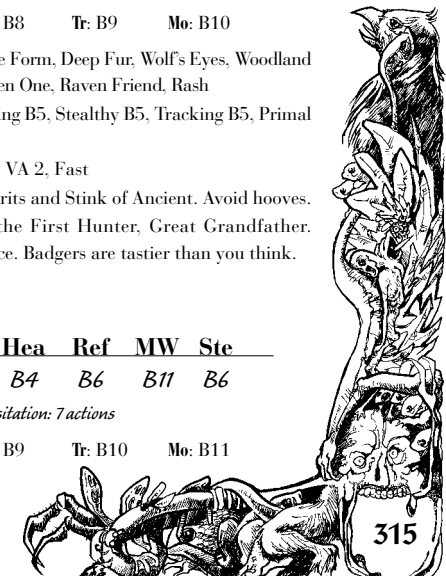 B8 Tr: B9 Mo: B10
e Form, Deep Fur, Wolf's Eyes, Woodland
en One, Raven Friend, Rash
ing B5, Stealthy B5, Tracking B5, Primal
VA 2, Fast
rits and Stink of Ancient. Avoid hooves.
the First Hunter, Great Grandfather.
ce. Badgers are tastier than you think.
Hea Ref MW Ste
B4 B6 B11 B6
sitation: 7 actions
B9 Tr: B10 Mo: B11
315